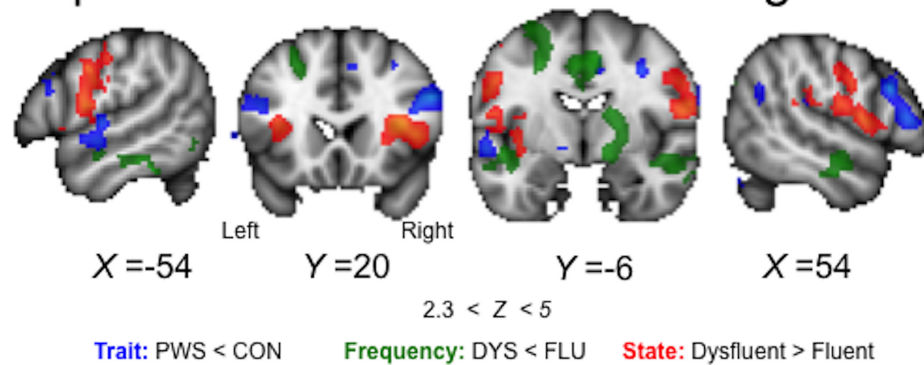 Left Right
X =-54 Y =20 Y =-6 X =54
2.3 < Z < 5
Trait: PWS < CON Frequency: DYS < FLU State: Dysfluent > Fluent